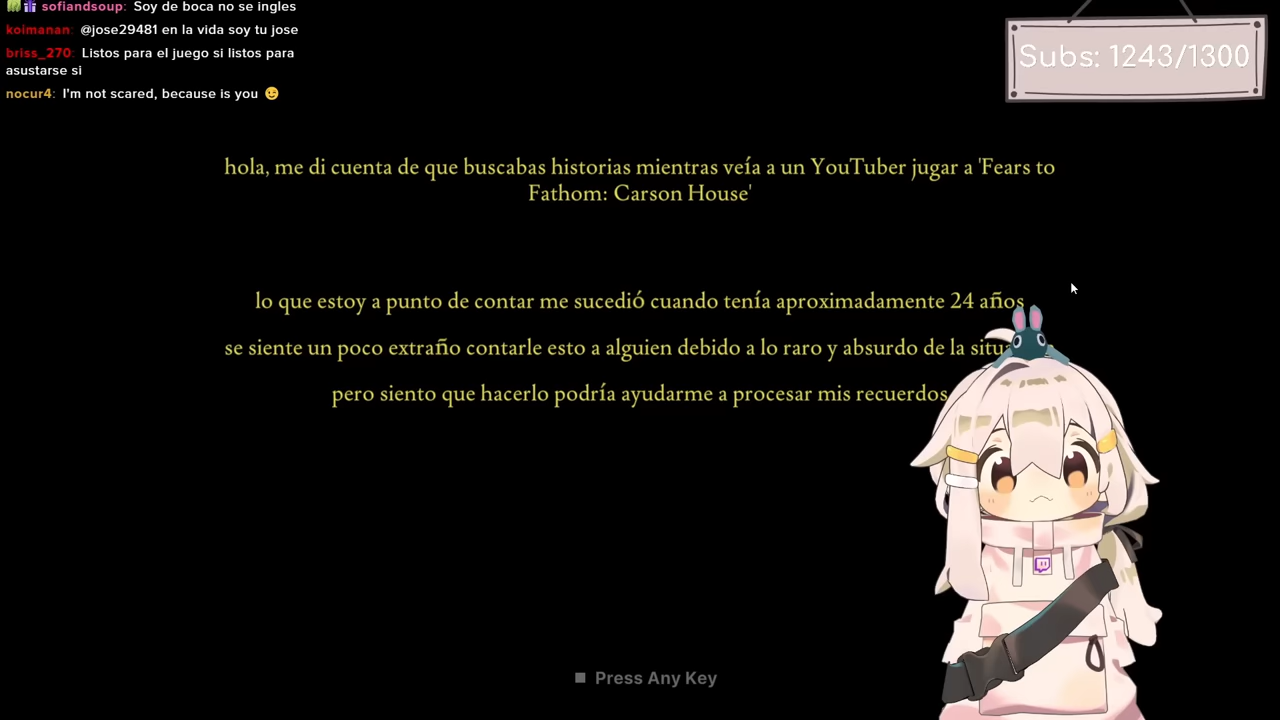 sofiandsoup: Soy de boca no se ingles
koimanan: @jose29481 en la vida soy tu jose
briss_270: Listos para el juego si listos para
asustarse si
nocur4: I'm not scared, because is you 😉
Subs: 1243/1300
hola, me di cuenta de que buscabas historias mientras veía a un YouTuber jugar a 'Fears to
Fathom: Carson House'
lo que estoy a punto de contar me sucedió cuando tenía aproximadamente 24 años
se siente un poco extraño contarle esto a alguien debido a lo raro y absurdo de la
pero siento que hacerlo podría ayudarme a procesar mis recuerdos
Press Any Key